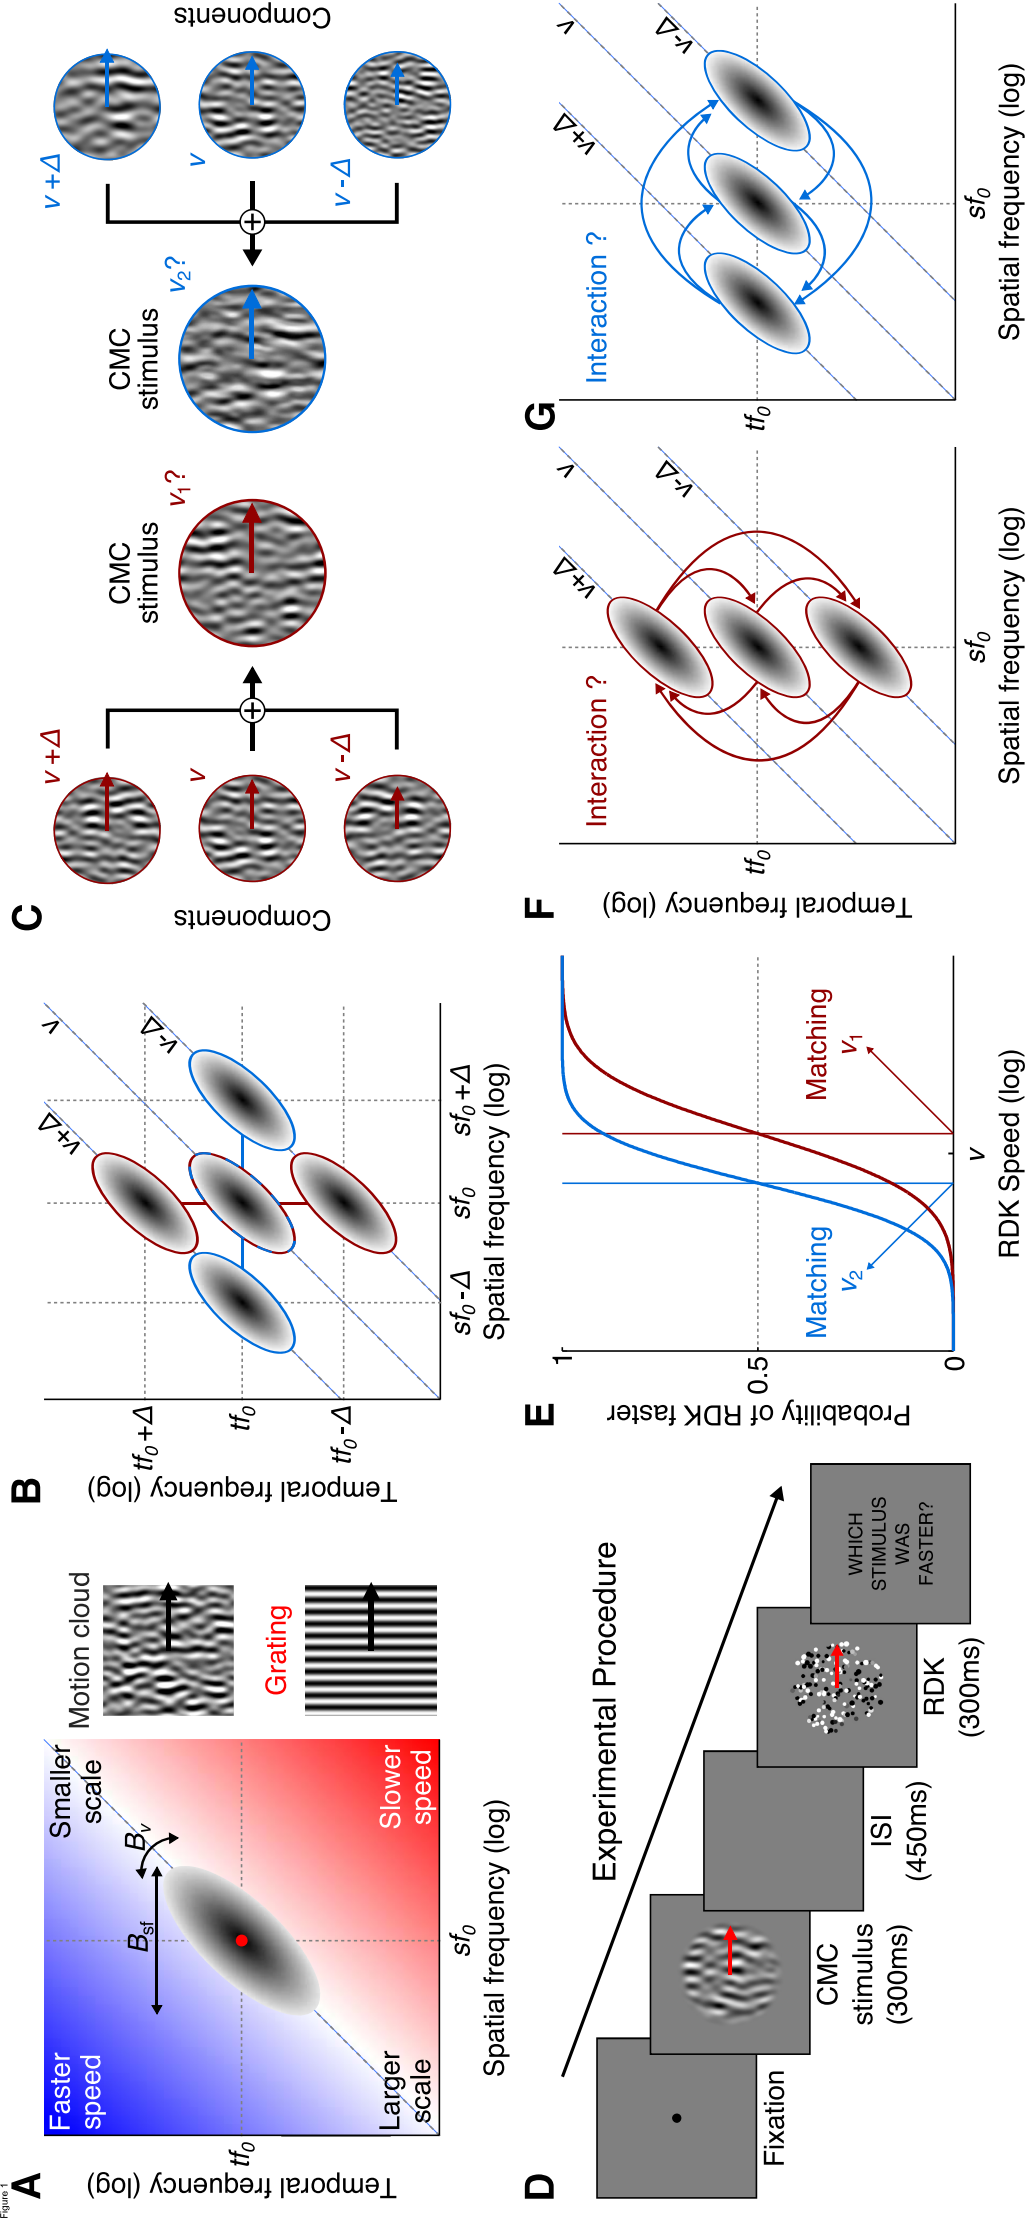 Figure 1
A
Temporal frequency (log)
tf0
Faster
speed
Smaller
scale
Bsf
Bv
Larger
scale
Slower
speed
sf0
Spatial frequency (log)
Motion cloud
Grating
B
Temporal frequency (log)
tf0+Δ
tf0
tf0-Δ
v+Δ
v
v-Δ
sf0-Δ
sf0
sf0+Δ
Spatial frequency (log)
C
Components
v+Δ
v
v-Δ
CMC
stimulus
v1?
CMC
stimulus
v2?
v+Δ
v
v-Δ
Components
D
Experimental Procedure
Fixation
CMC
stimulus
(300ms)
ISI
(450ms)
RDK
(300ms)
WHICH
STIMULUS
WAS
FASTER?
E
Probability of RDK faster
1
0.5
0
Matching
v2
Matching
v1
v
RDK Speed (log)
F
Temporal frequency (log)
tf0
Interaction ?
v+Δ
v
v-Δ
sf0
Spatial frequency (log)
G
tf0
Interaction ?
v+Δ
v
v-Δ
sf0
Spatial frequency (log)